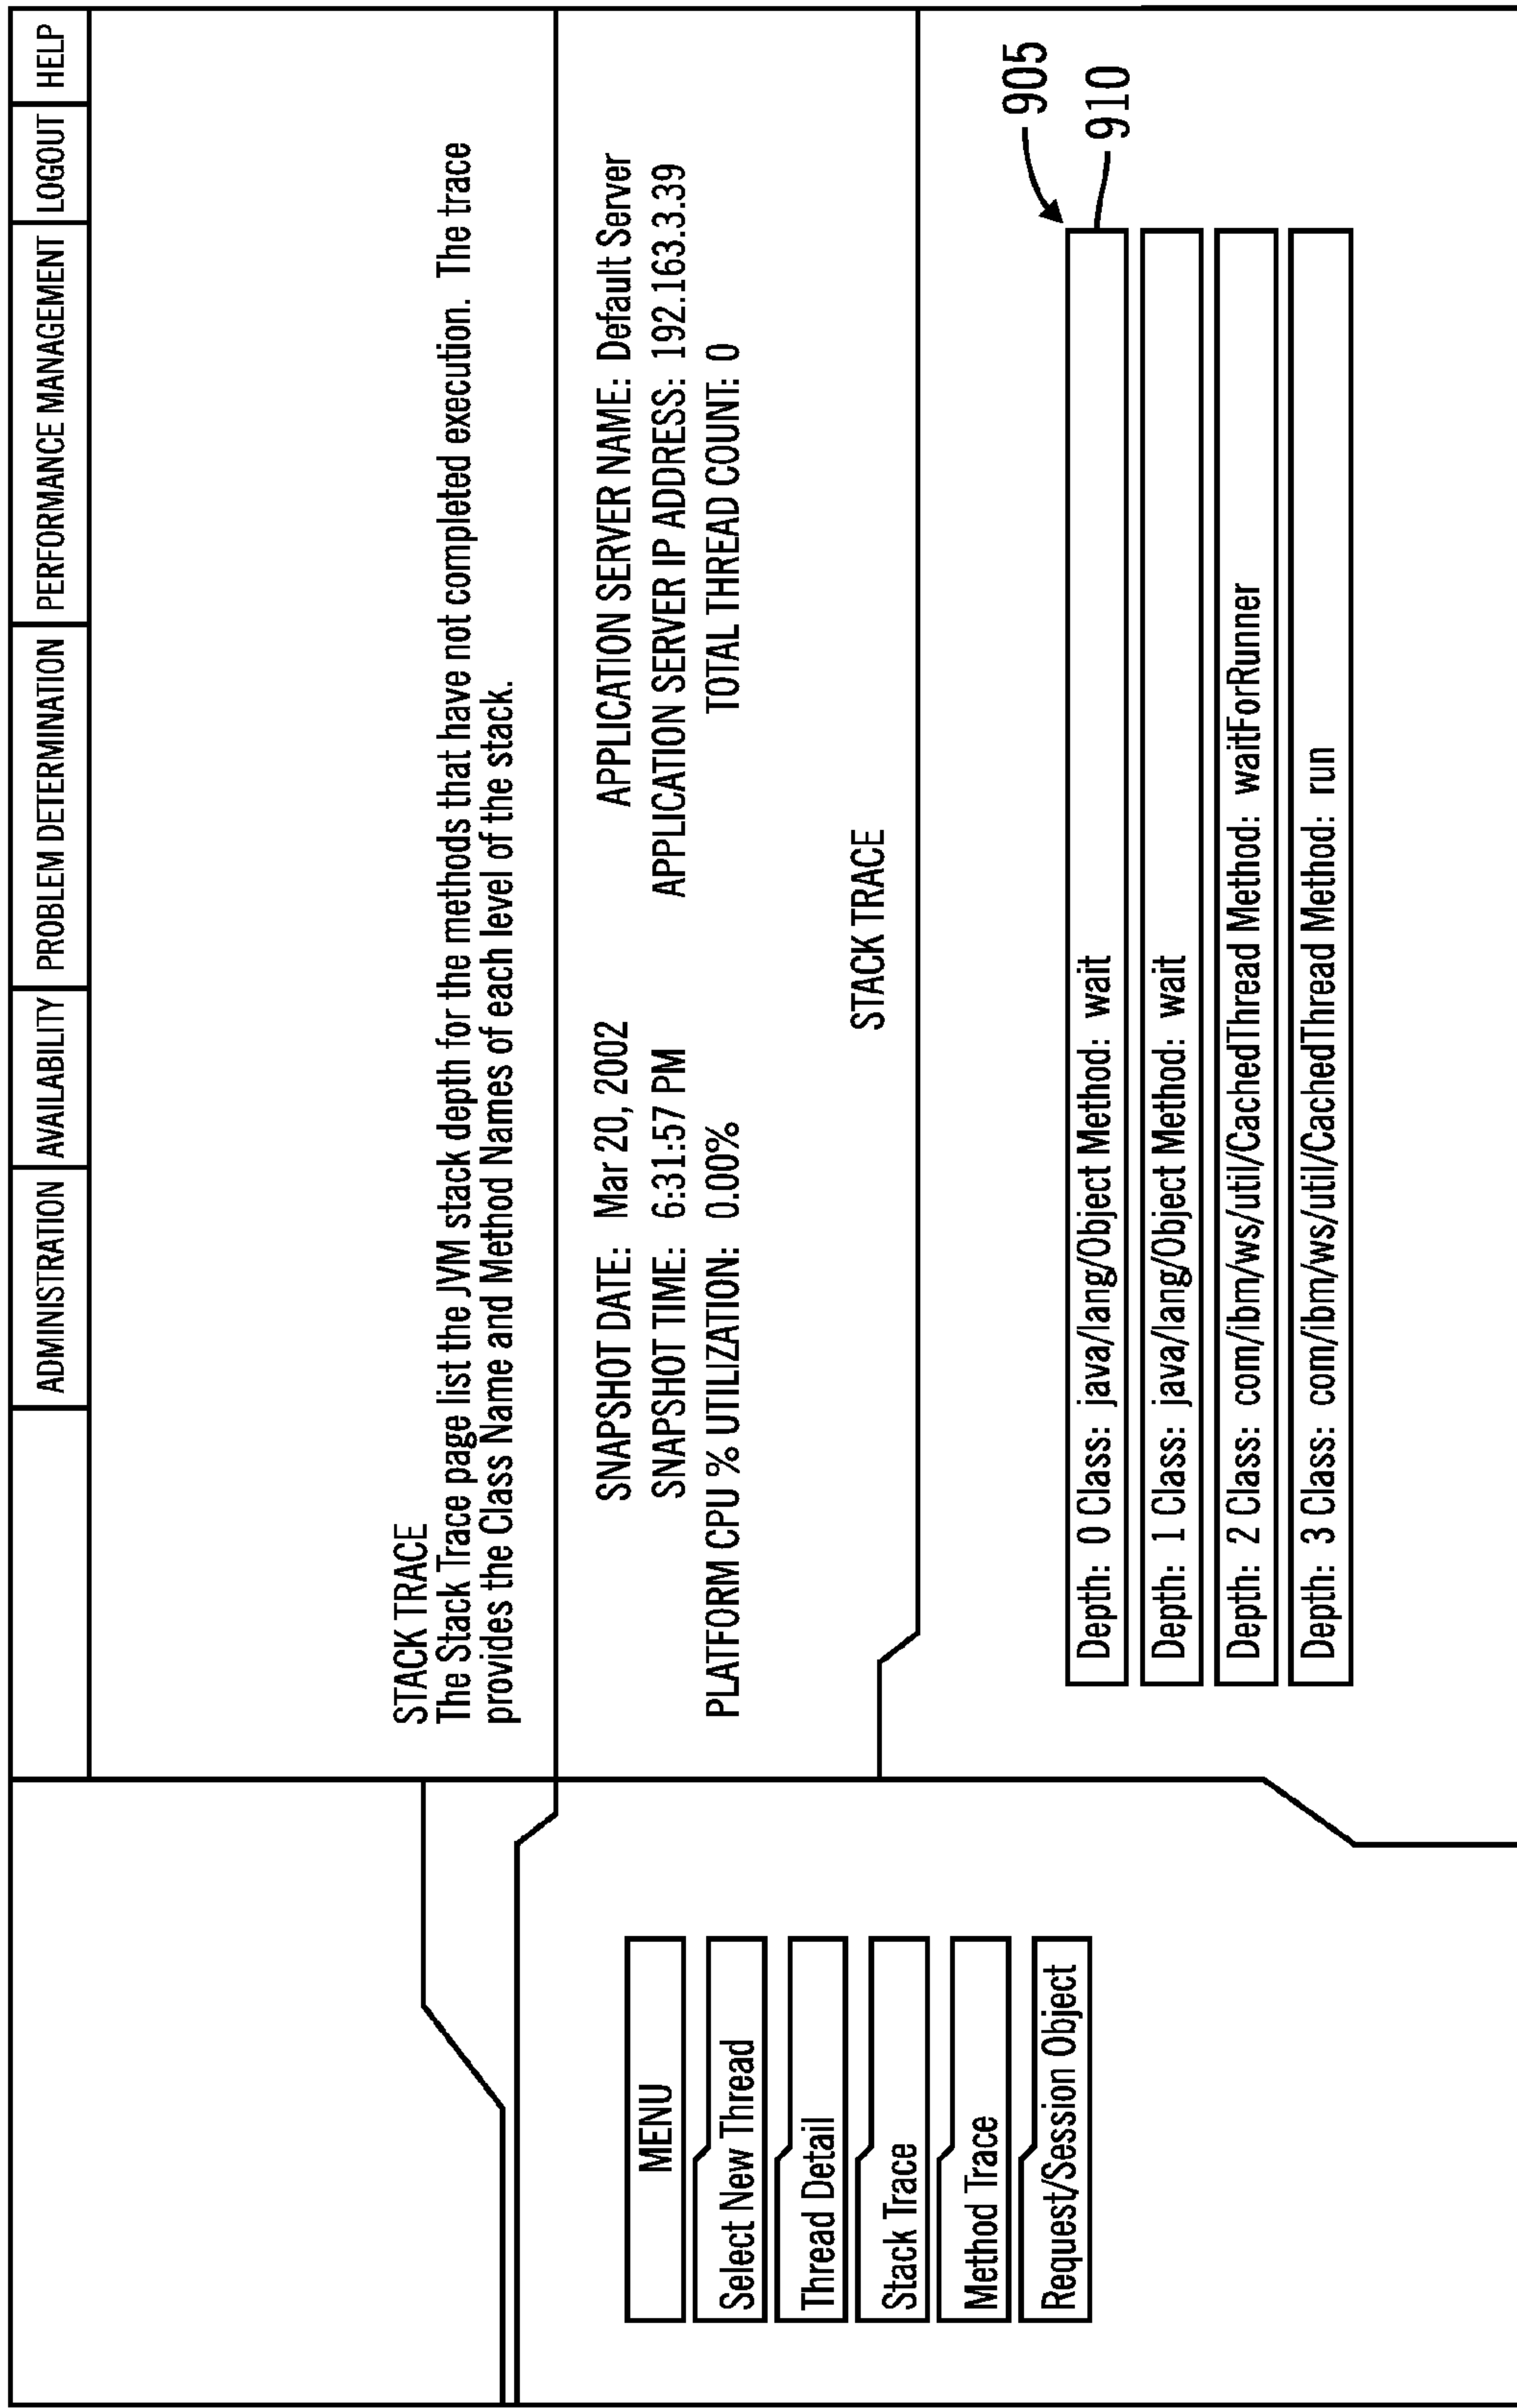 ADMINISTRATION AVAILABILITY PROBLEM DETERMINATION PERFORMANCE MANAGEMENT LOGOUT HELP
STACK TRACE
The Stack Trace page list the JVM stack depth for the methods that have not completed execution. The trace
provides the Class Name and Method Names of each level of the stack.
SNAPSHOT DATE: Mar 20, 2002 APPLICATION SERVER NAME: Default Server
SNAPSHOT TIME: 6:31:57 PM APPLICATION SERVER IP ADDRESS: 192.163.3.39
PLATFORM CPU % UTILIZATION: 0.00% TOTAL THREAD COUNT: 0
STACK TRACE
MENU
Select New Thread
Thread Detail
Stack Trace
Method Trace
Request/Session Object
905
910
Depth: 0 Class: java/lang/Object Method: wait
Depth: 1 Class: java/lang/Object Method: wait
Depth: 2 Class: com/ibm/ws/util/CachedThread Method: waitForRunner
Depth: 3 Class: com/ibm/ws/util/CachedThread Method: run